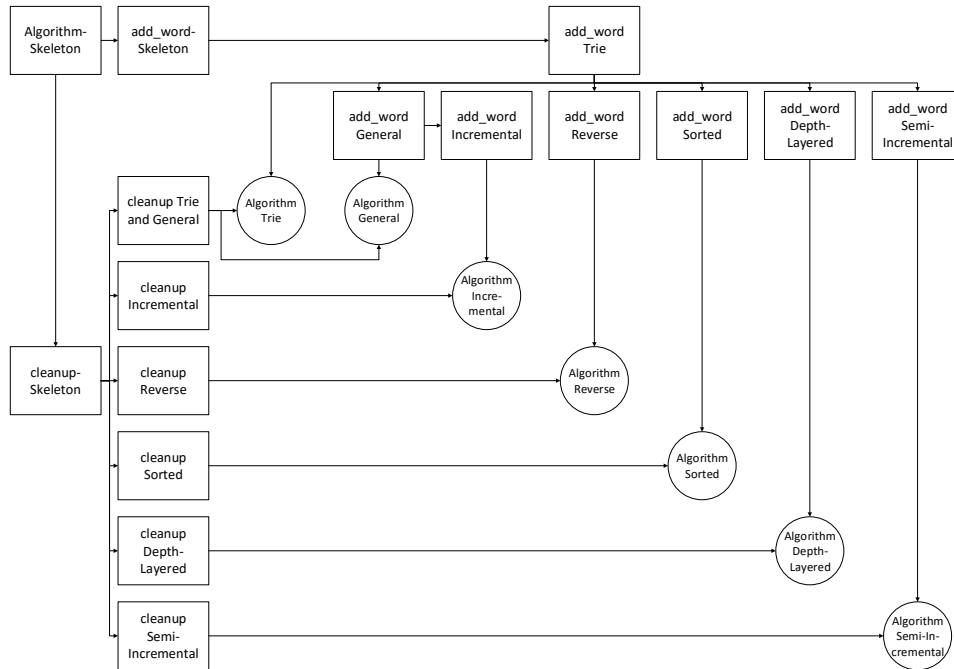 Algorithm-
Skeleton
add_word-
Skeleton
add_word
Trie
add_word
General
add_word
Incremental
add_word
Reverse
add_word
Sorted
add_word
Depth-
Layered
add_word
Semi-
Incremental
cleanup Trie
and General
Algorithm
Trie
Algorithm
General
cleanup
Incremental
Algorithm
Incre-
mental
cleanup-
Skeleton
cleanup
Reverse
Algorithm
Reverse
cleanup
Sorted
Algorithm
Sorted
cleanup
Depth-
Layered
Algorithm
Depth-
Layered
cleanup
Semi-
Incremental
Algorithm
Semi-In-
cremental